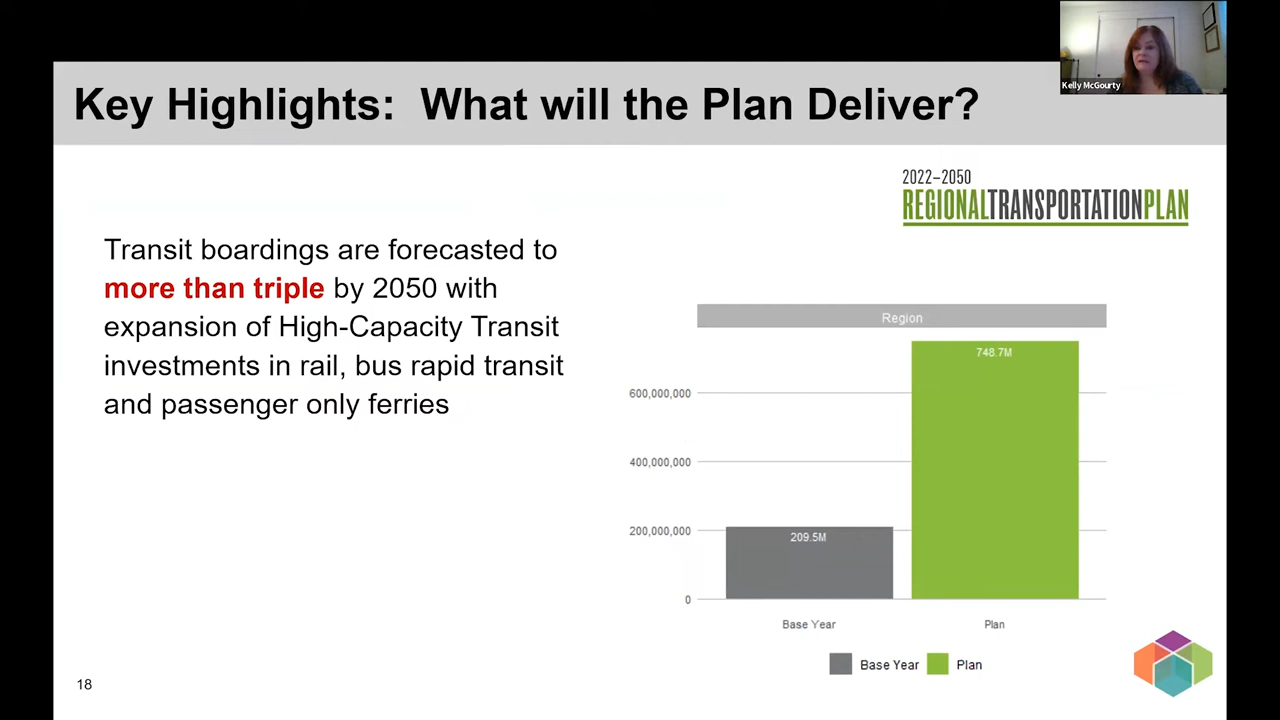 Kelly McGourty
Key Highlights:  What will the Plan Deliver?
2022–2050
REGIONALTRANSPORTATIONPLAN
Transit boardings are forecasted to
more than triple by 2050 with
expansion of High-Capacity Transit
investments in rail, bus rapid transit
and passenger only ferries
Region
748.7M
600,000,000
400,000,000
200,000,000
209.5M
0
Base Year
Plan
Base Year
Plan
18